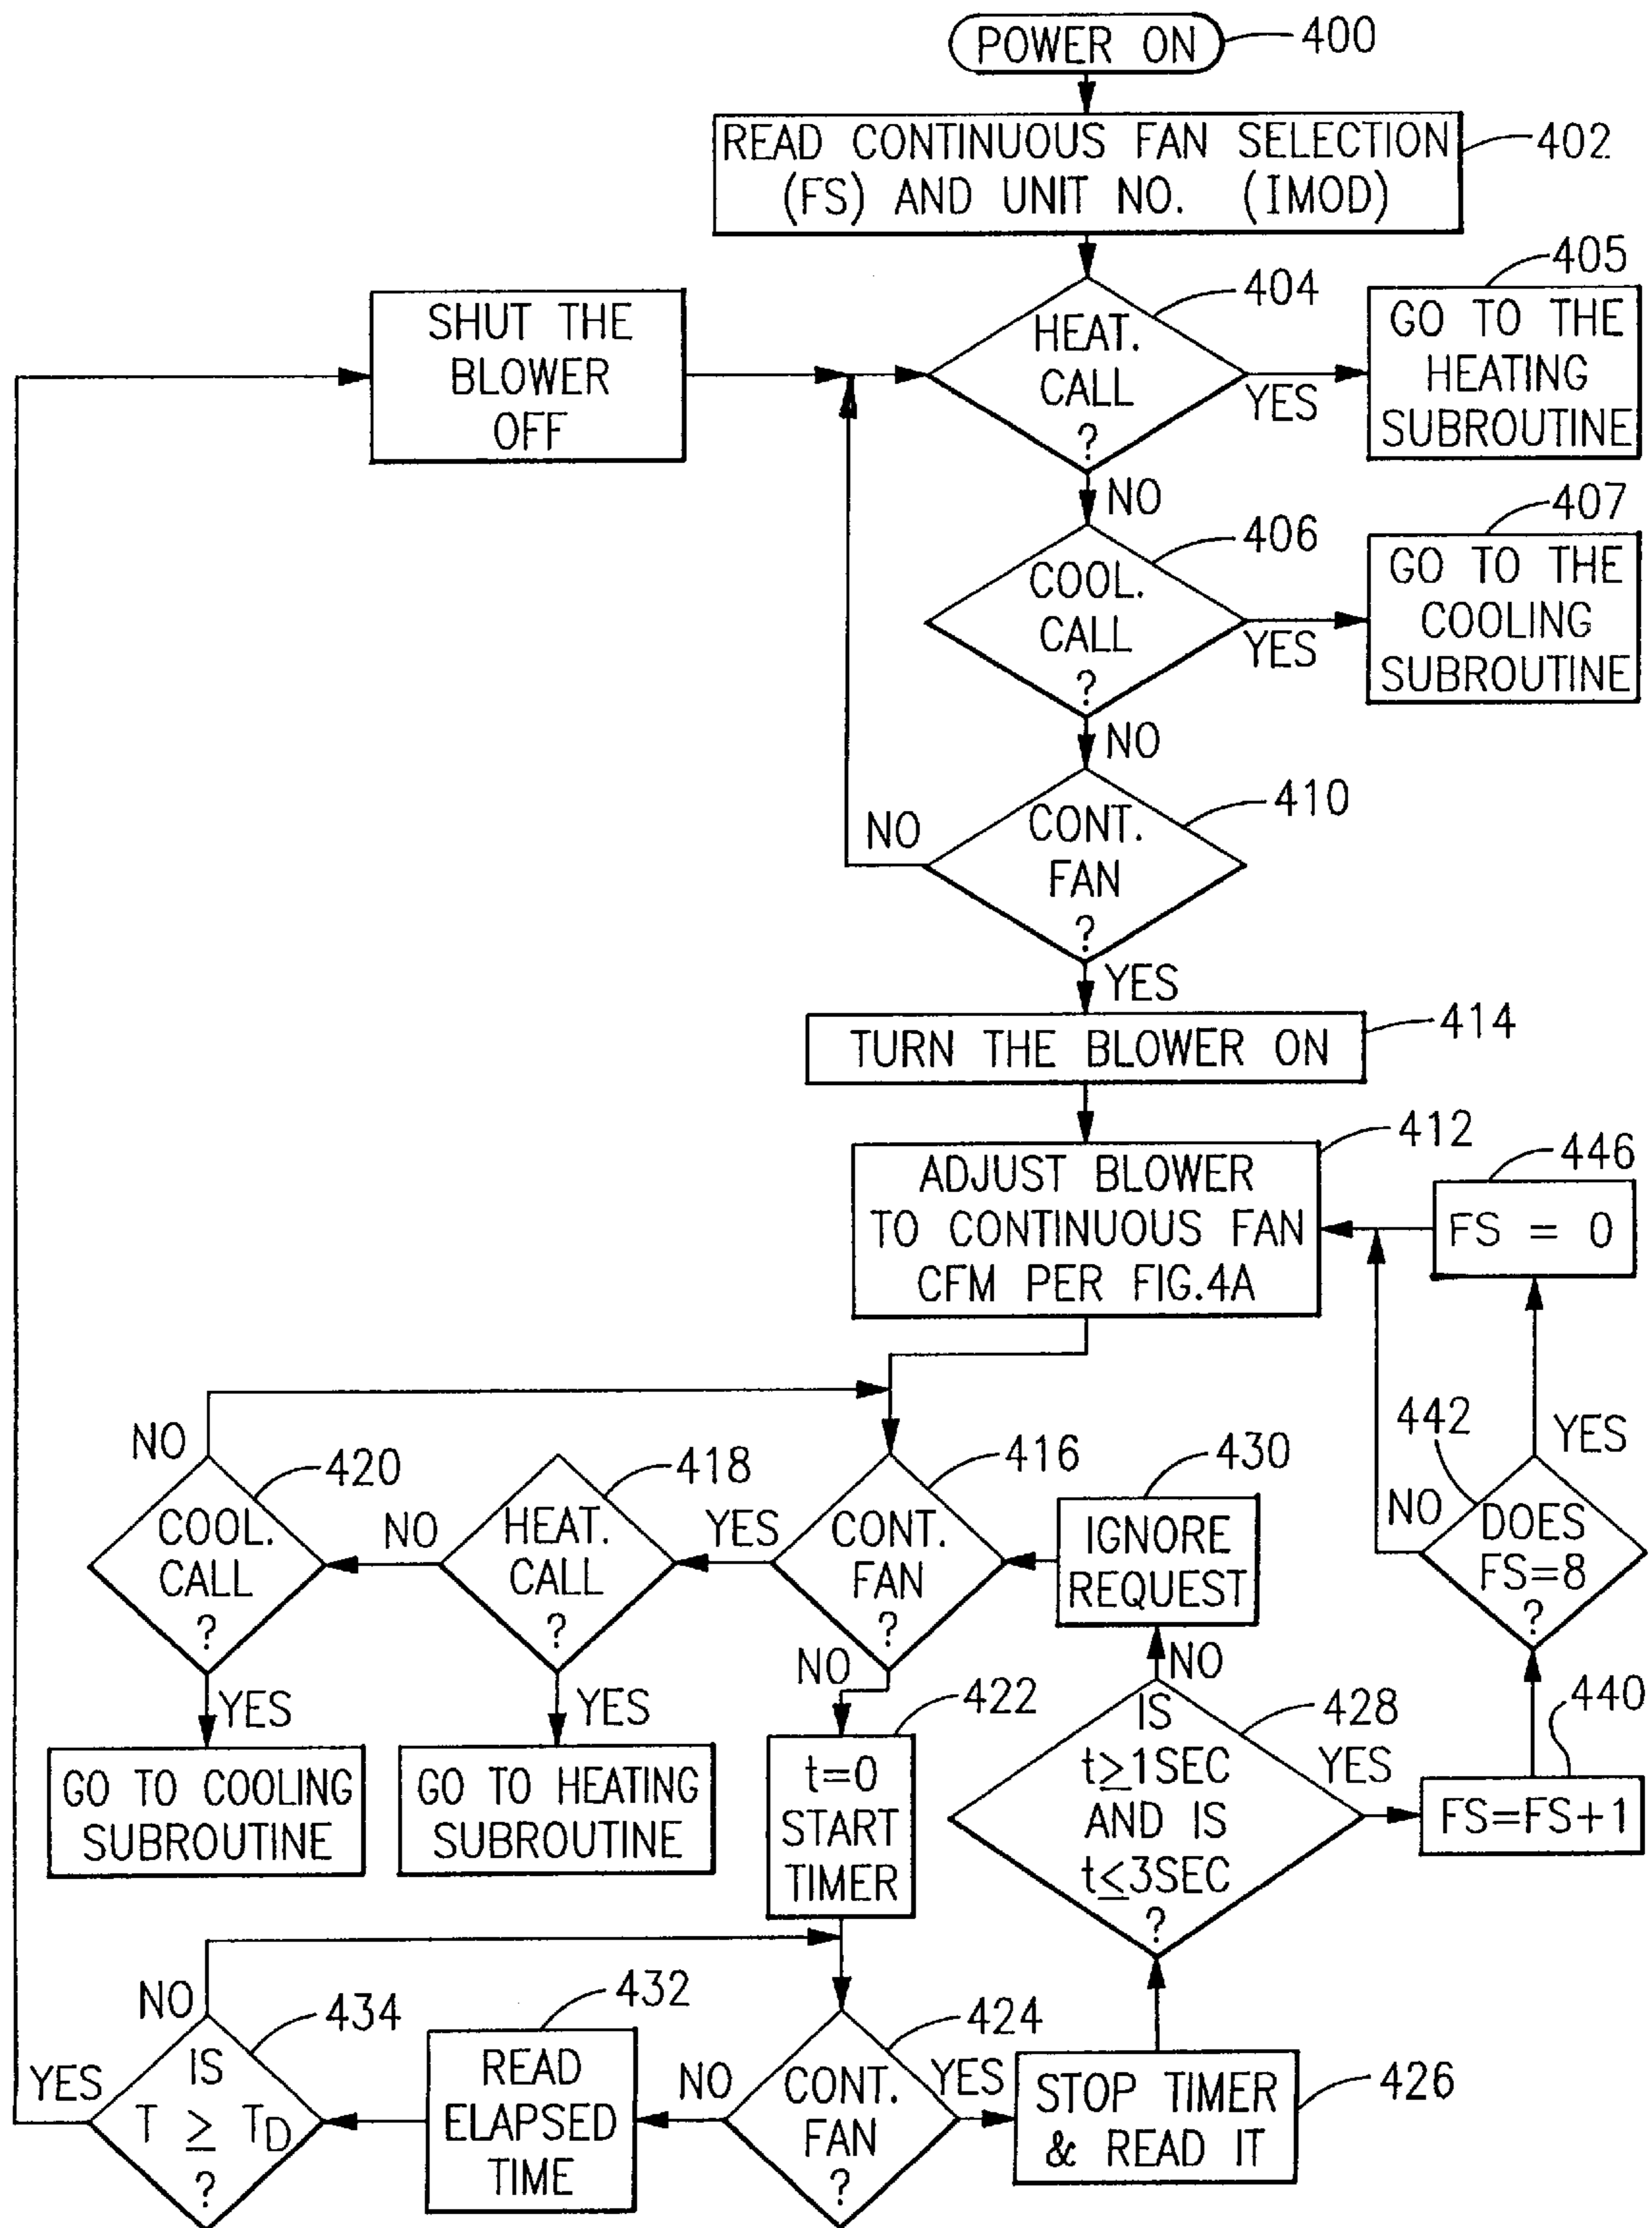 POWER ON
400
READ CONTINUOUS FAN SELECTION
(FS) AND UNIT NO. (IMOD)
402
SHUT THE
BLOWER
OFF
HEAT.
CALL
?
404
YES
NO
405
GO TO THE
HEATING
SUBROUTINE
COOL.
CALL
?
406
YES
NO
407
GO TO THE
COOLING
SUBROUTINE
CONT.
FAN
?
410
NO
YES
TURN THE BLOWER ON
414
ADJUST BLOWER
TO CONTINUOUS FAN
CFM PER FIG.4A
412
446
FS = 0
442
YES
NO
DOES
FS=8
?
NO
420
COOL.
CALL
?
YES
NO
418
HEAT.
CALL
?
YES
YES
416
CONT.
FAN
?
NO
430
IGNORE
REQUEST
NO
GO TO COOLING
SUBROUTINE
GO TO HEATING
SUBROUTINE
422
t=0
START
TIMER
IS
t≥1SEC
AND IS
t≤3SEC
?
428
YES
440
FS=FS+1
NO
434
YES
IS
T ≥ TD
?
432
READ
ELAPSED
TIME
NO
424
CONT.
FAN
?
YES
STOP TIMER
& READ IT
426